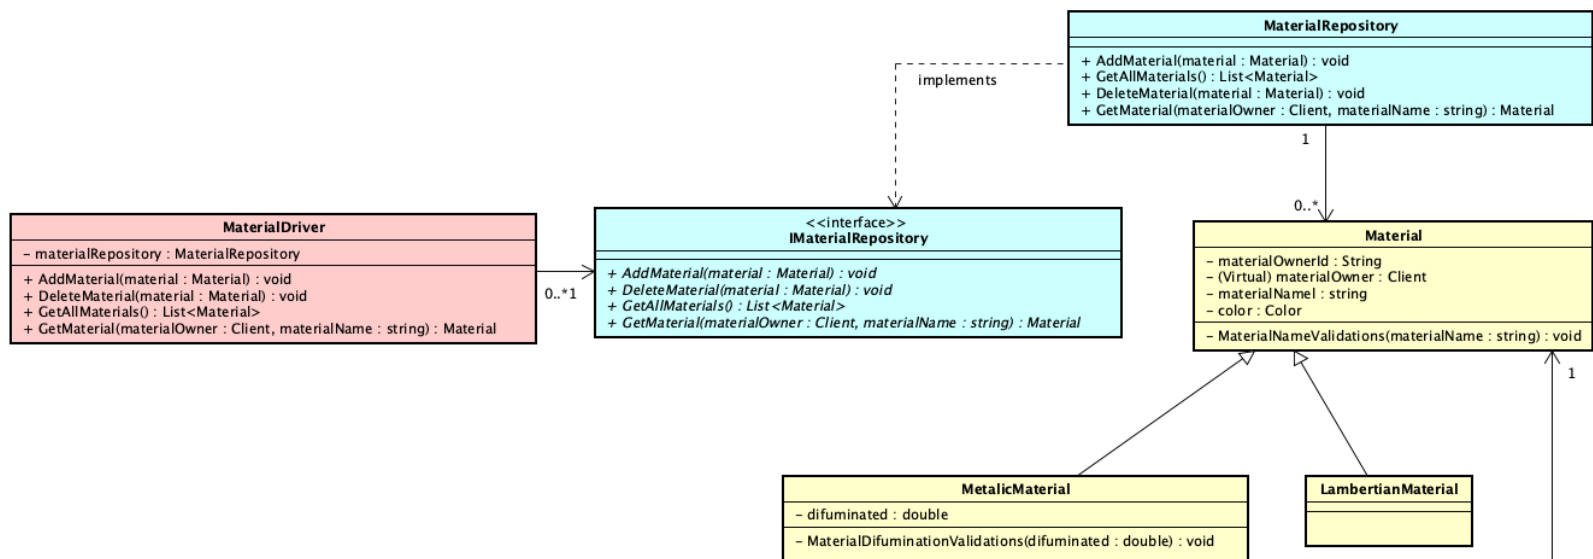 MaterialRepository
+ AddMaterial(material : Material) : void
+ GetAllMaterials() : List<Material>
+ DeleteMaterial(material : Material) : void
+ GetMaterial(materialOwner : Client, materialName : string) : Material
implements
1
0..*
MaterialDriver
– materialRepository : MaterialRepository
+ AddMaterial(material : Material) : void
+ DeleteMaterial(material : Material) : void
+ GetAllMaterials() : List<Material>
+ GetMaterial(materialOwner : Client, materialName : string) : Material
0..*1
<<interface>>
IMaterialRepository
+ AddMaterial(material : Material) : void
+ DeleteMaterial(material : Material) : void
+ GetAllMaterials() : List<Material>
+ GetMaterial(materialOwner : Client, materialName : string) : Material
Material
– materialOwnerId : String
– (Virtual) materialOwner : Client
– materialNamel : string
– color : Color
– MaterialNameValidations(materialName : string) : void
1
MetalicMaterial
– difuminated : double
– MaterialDifuminationValidations(difuminated : double) : void
LambertianMaterial